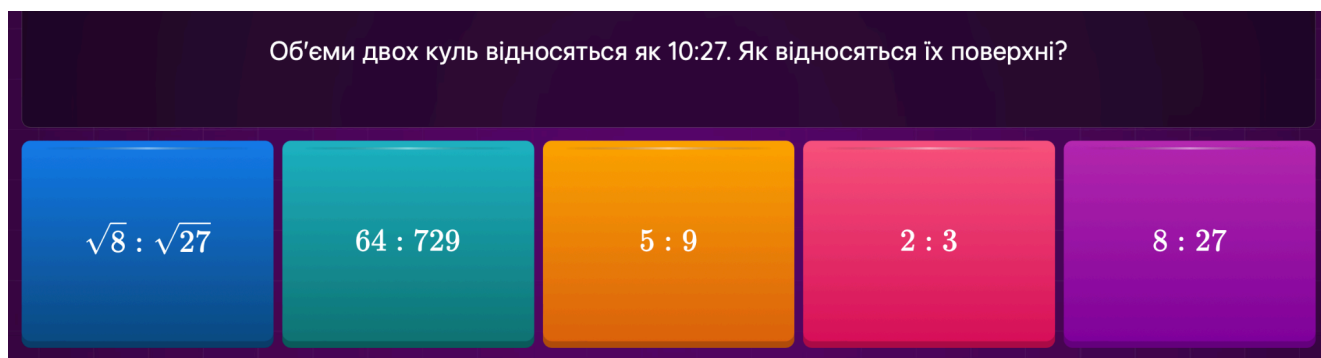 Об’єми двох куль відносяться як 10:27. Як відносяться їх поверхні?
√8 : √27
64 : 729
5 : 9
2 : 3
8 : 27